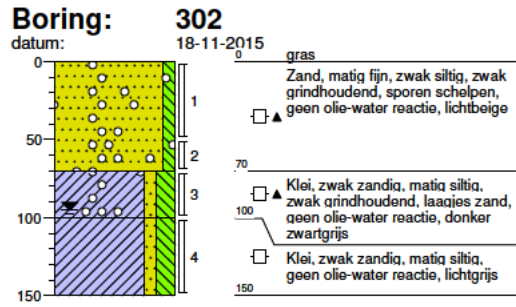 Boring: 302
datum: 18-11-2015
0
50
100
150
1
2
3
4
0 gras
Zand, matig fijn, zwak siltig, zwak
grindhoudend, sporen schelpen,
geen olie-water reactie, lichtbeige
70
Klei, zwak zandig, matig siltig,
zwak grindhoudend, laagjes zand,
geen olie-water reactie, donker
zwartgrijs
100
Klei, zwak zandig, matig siltig,
geen olie-water reactie, lichtgrijs
150